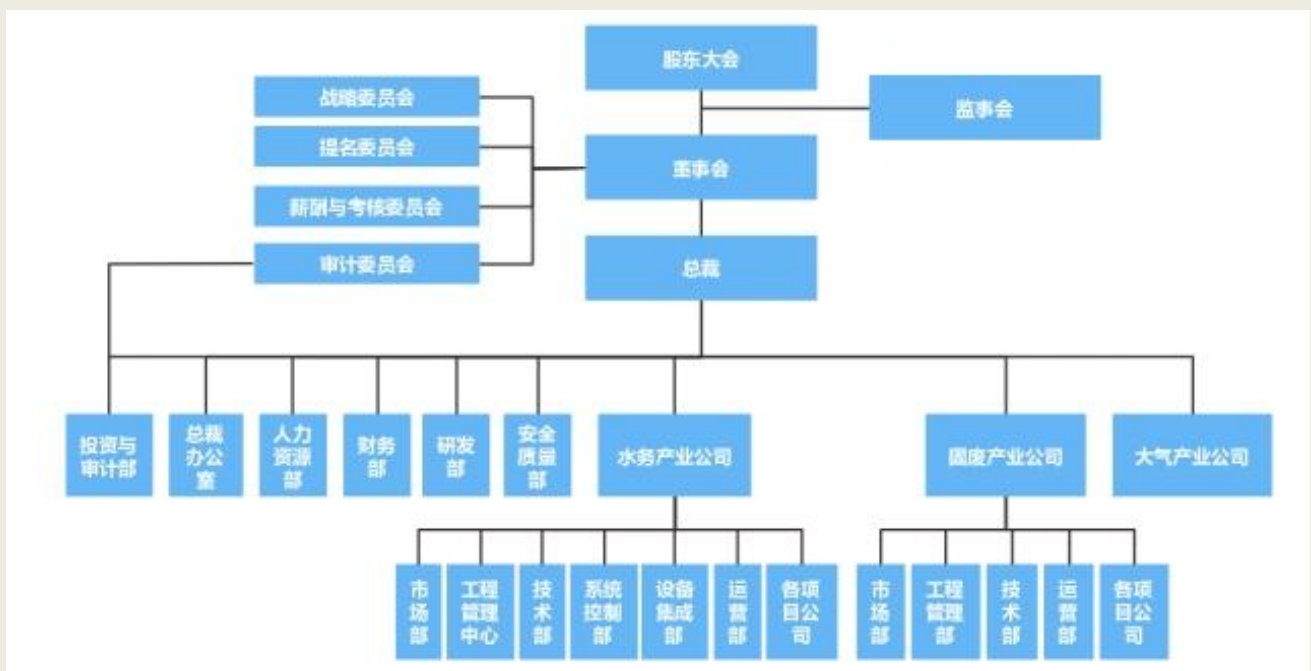 股东大会
战略委员会
监事会
提名委员会
董事会
薪酬与考核委员会
审计委员会
总裁
投资与
审计部
总裁
办公
室
人力
资源
部
财务
部
研发
部
安全
质量
部
水务产业公司
固废产业公司
大气产业公司
市
场
部
工程
管理
中心
技
术
部
系统
控制
部
设备
集成
部
运
营
部
各项
目公
司
市
场
部
工程
管理
部
技
术
部
运
营
部
各项
目公
司